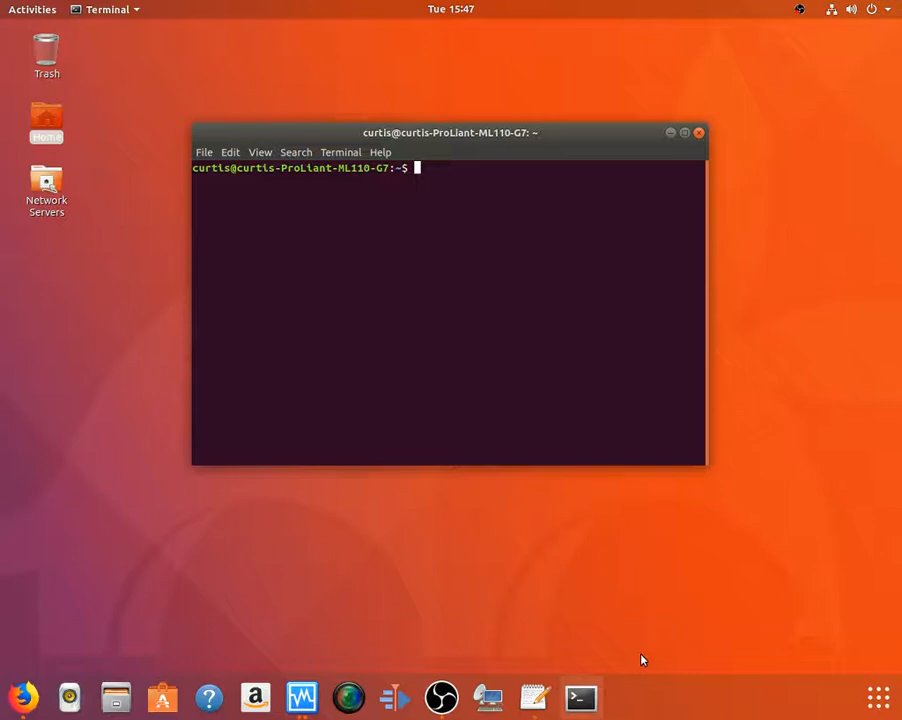 Activities Terminal Tue 15:47
Trash
Home
Network
Servers
curtis@curtis-ProLiant-ML110-G7: ~
File Edit View Search Terminal Help
curtis@curtis-ProLiant-ML110-G7:~$